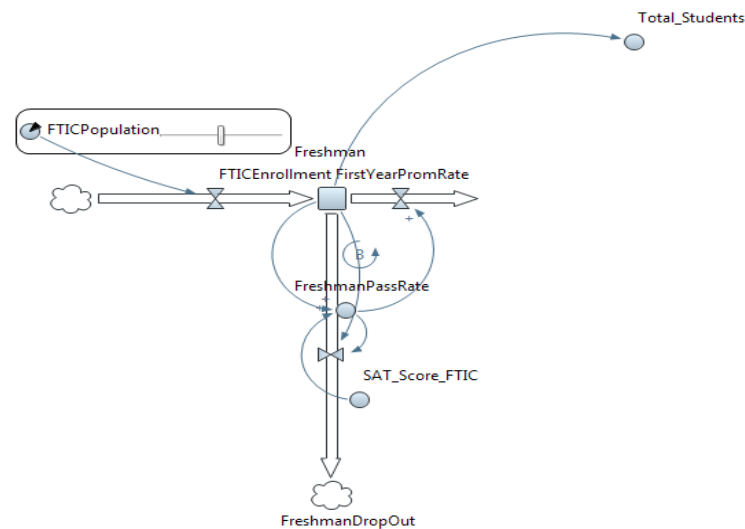 Total_Students
FTICPopulation
Freshman
FTICEnrollment FirstYearPromRate
+
B
FreshmanPassRate
+
+
SAT_Score_FTIC
FreshmanDropOut